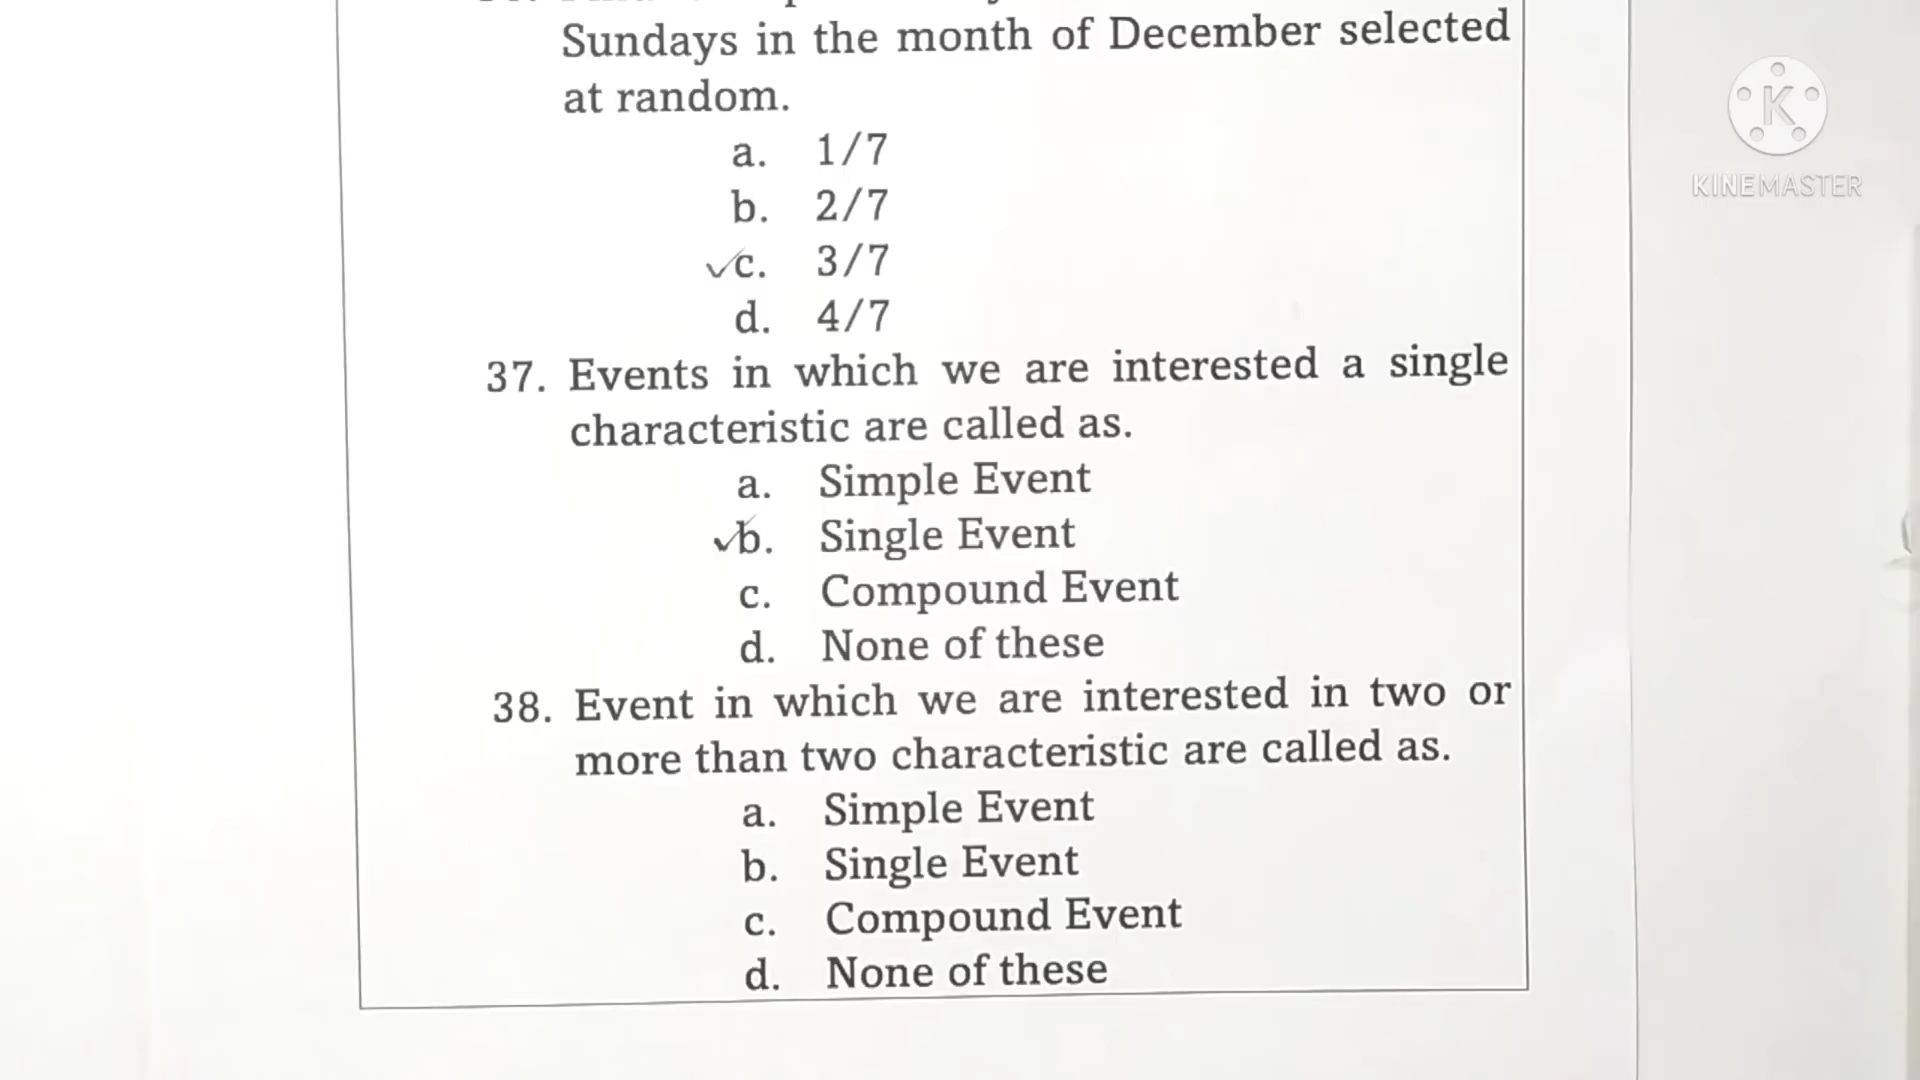 Sundays in the month of December selected
at random.
a. 1/7
b. 2/7
✓c. 3/7
d. 4/7
37. Events in which we are interested a single
characteristic are called as.
a. Simple Event
✓b. Single Event
c. Compound Event
d. None of these
38. Event in which we are interested in two or
more than two characteristic are called as.
a. Simple Event
b. Single Event
c. Compound Event
d. None of these
K
KINEMASTER